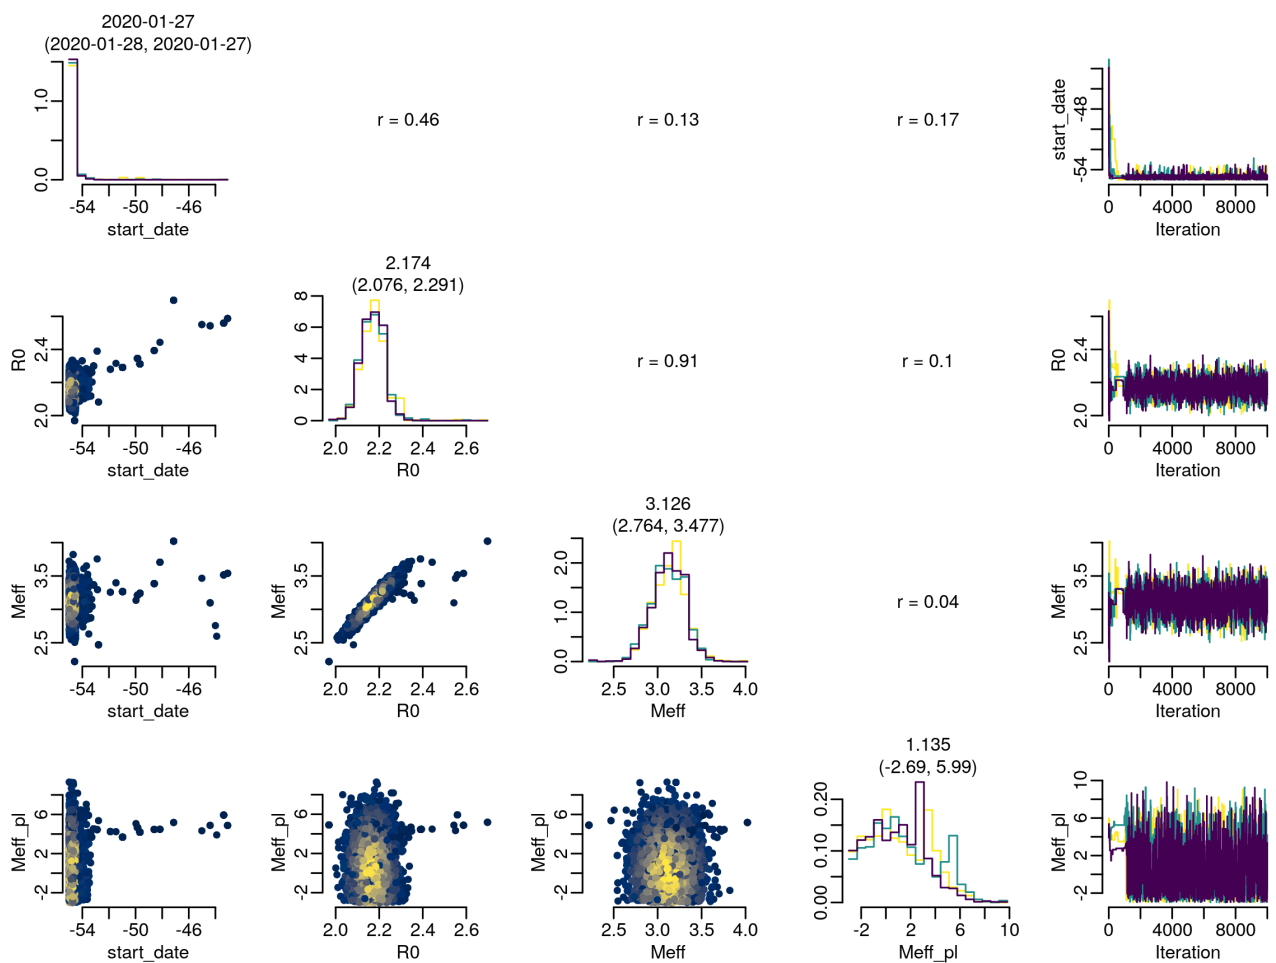 2020-01-27
(2020-01-28, 2020-01-27)
0.0 1.0
-54 -50 -46
start_date
r = 0.46
r = 0.13
r = 0.17
start_date
-54 -48
0 4000 8000
Iteration
R0
2.0 2.4
-54 -50 -46
start_date
2.174
(2.076, 2.291)
0 2 4 6 8
2.0 2.2 2.4 2.6
R0
r = 0.91
r = 0.1
R0
2.0 2.4
0 4000 8000
Iteration
Meff
2.5 3.5
-54 -50 -46
start_date
Meff
2.5 3.5
2.0 2.2 2.4 2.6
R0
3.126
(2.764, 3.477)
0.0 1.0 2.0
2.5 3.0 3.5 4.0
Meff
r = 0.04
Meff
2.5 3.5
0 4000 8000
Iteration
Meff_pl
-2 2 6
-54 -50 -46
start_date
Meff_pl
-2 2 6
2.0 2.2 2.4 2.6
R0
Meff_pl
-2 2 6
2.5 3.0 3.5 4.0
Meff
1.135
(-2.69, 5.99)
0.00 0.10 0.20
-2 2 6 10
Meff_pl
Meff_pl
-2 2 6 10
0 4000 8000
Iteration